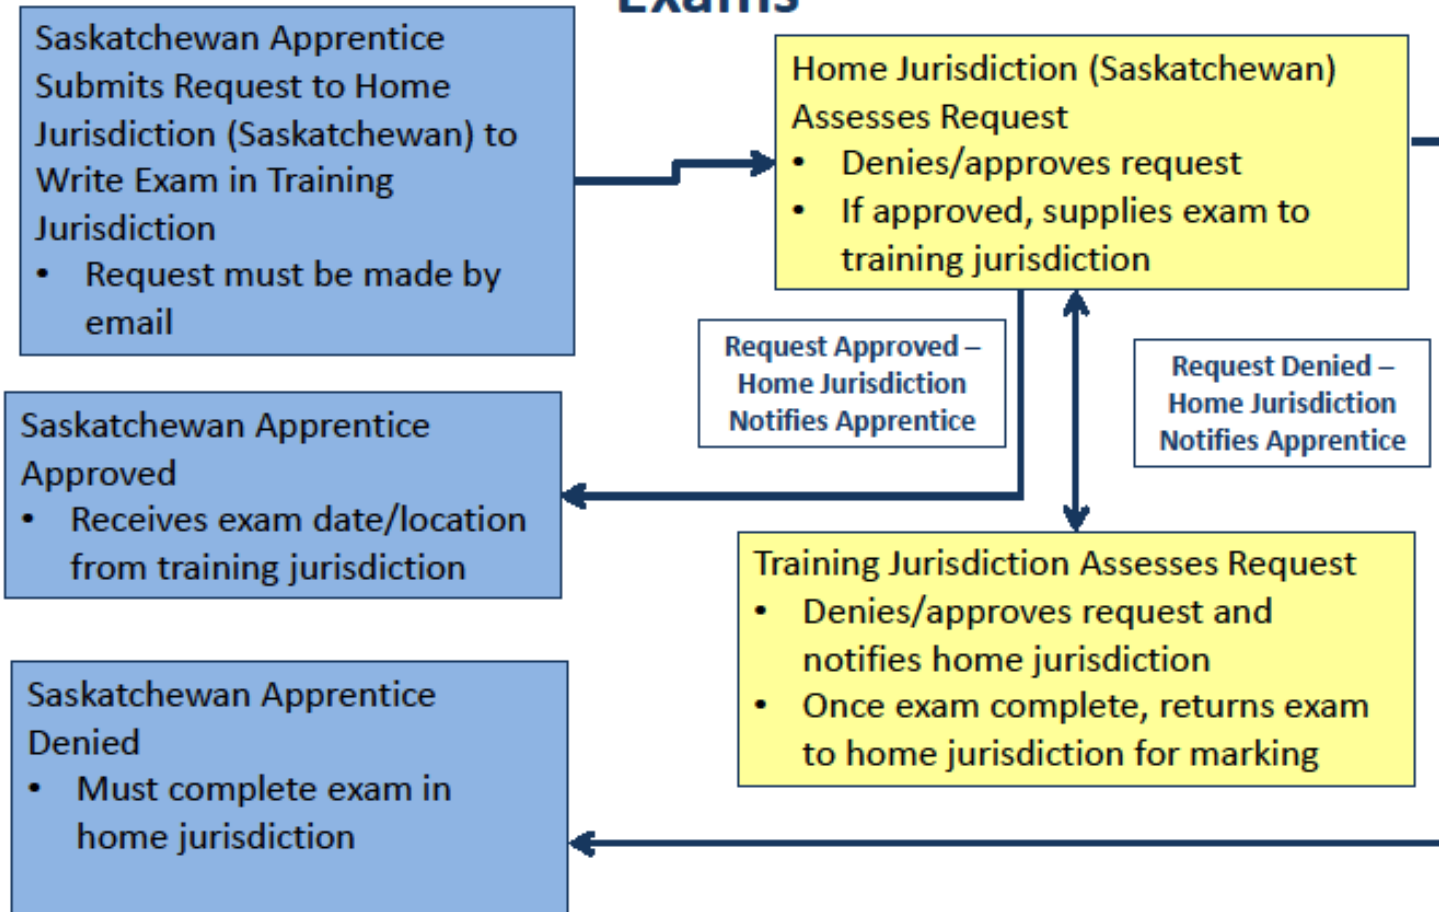 Exams
Saskatchewan Apprentice
Submits Request to Home
Jurisdiction (Saskatchewan) to
Write Exam in Training
Jurisdiction
• Request must be made by
email
Home Jurisdiction (Saskatchewan)
Assesses Request
• Denies/approves request
• If approved, supplies exam to
training jurisdiction
Request Approved –
Home Jurisdiction
Notifies Apprentice
Request Denied –
Home Jurisdiction
Notifies Apprentice
Saskatchewan Apprentice
Approved
• Receives exam date/location
from training jurisdiction
Training Jurisdiction Assesses Request
• Denies/approves request and
notifies home jurisdiction
• Once exam complete, returns exam
to home jurisdiction for marking
Saskatchewan Apprentice
Denied
• Must complete exam in
home jurisdiction